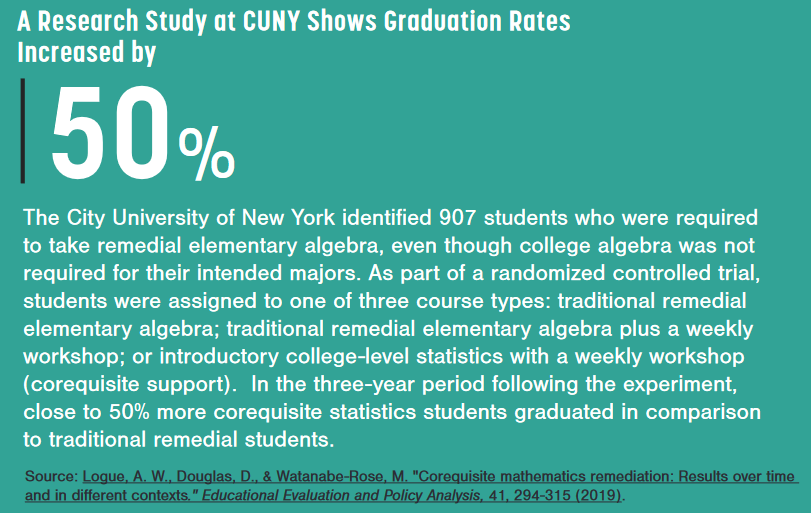 A Research Study at CUNY Shows Graduation Rates
Increased by
50%
The City University of New York identified 907 students who were required
to take remedial elementary algebra, even though college algebra was not
required for their intended majors. As part of a randomized controlled trial,
students were assigned to one of three course types: traditional remedial
elementary algebra; traditional remedial elementary algebra plus a weekly
workshop; or introductory college-level statistics with a weekly workshop
(corequisite support).  In the three-year period following the experiment,
close to 50% more corequisite statistics students graduated in comparison
to traditional remedial students.
Source: Logue, A. W., Douglas, D., & Watanabe-Rose, M. "Corequisite mathematics remediation: Results over time
and in different contexts." Educational Evaluation and Policy Analysis, 41, 294-315 (2019).